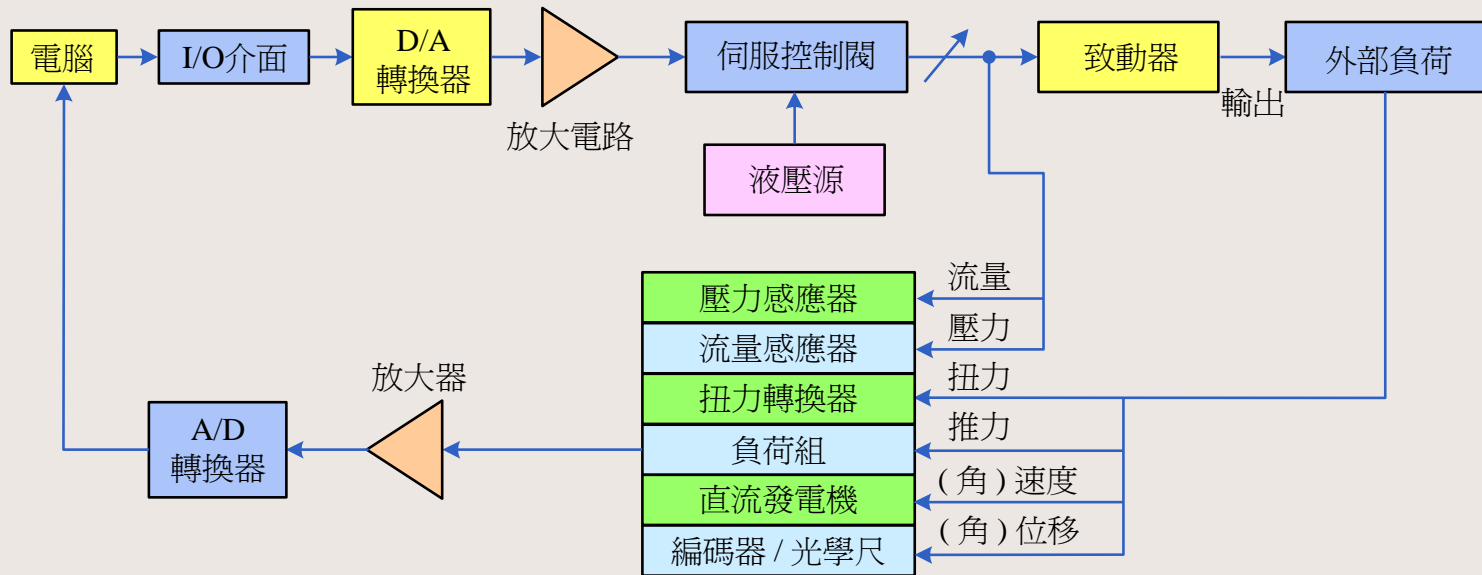 電腦
I/O介面
D/A
轉換器
放大電路
伺服控制閥
液壓源
致動器
輸出
外部負荷
壓力感應器
流量
流量感應器
壓力
扭力轉換器
扭力
負荷組
推力
直流發電機
( 角 ) 速度
編碼器 / 光學尺
( 角 ) 位移
放大器
A/D
轉換器